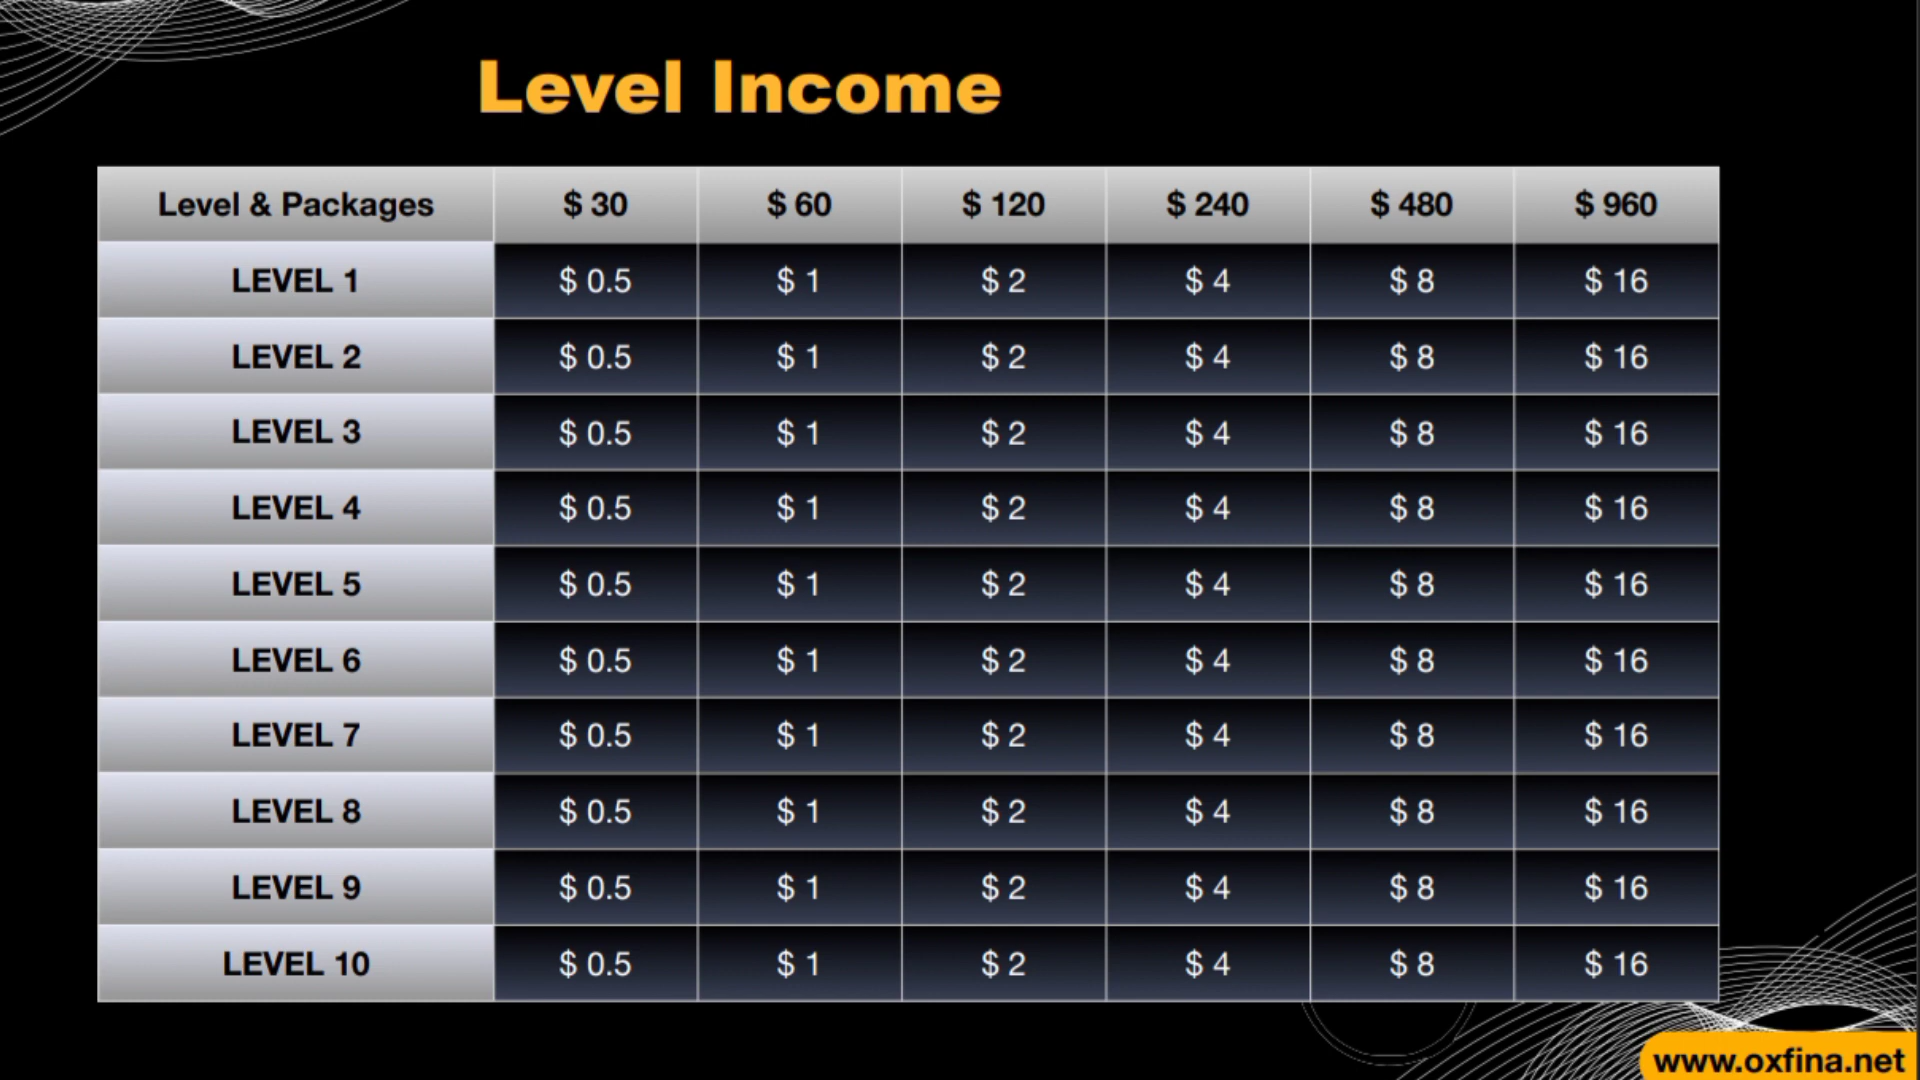 Level Income
Level & Packages $ 30 $ 60 $ 120 $ 240 $ 480 $ 960
LEVEL 1 $ 0.5 $ 1 $ 2 $ 4 $ 8 $ 16
LEVEL 2 $ 0.5 $ 1 $ 2 $ 4 $ 8 $ 16
LEVEL 3 $ 0.5 $ 1 $ 2 $ 4 $ 8 $ 16
LEVEL 4 $ 0.5 $ 1 $ 2 $ 4 $ 8 $ 16
LEVEL 5 $ 0.5 $ 1 $ 2 $ 4 $ 8 $ 16
LEVEL 6 $ 0.5 $ 1 $ 2 $ 4 $ 8 $ 16
LEVEL 7 $ 0.5 $ 1 $ 2 $ 4 $ 8 $ 16
LEVEL 8 $ 0.5 $ 1 $ 2 $ 4 $ 8 $ 16
LEVEL 9 $ 0.5 $ 1 $ 2 $ 4 $ 8 $ 16
LEVEL 10 $ 0.5 $ 1 $ 2 $ 4 $ 8 $ 16
www.oxfina.net